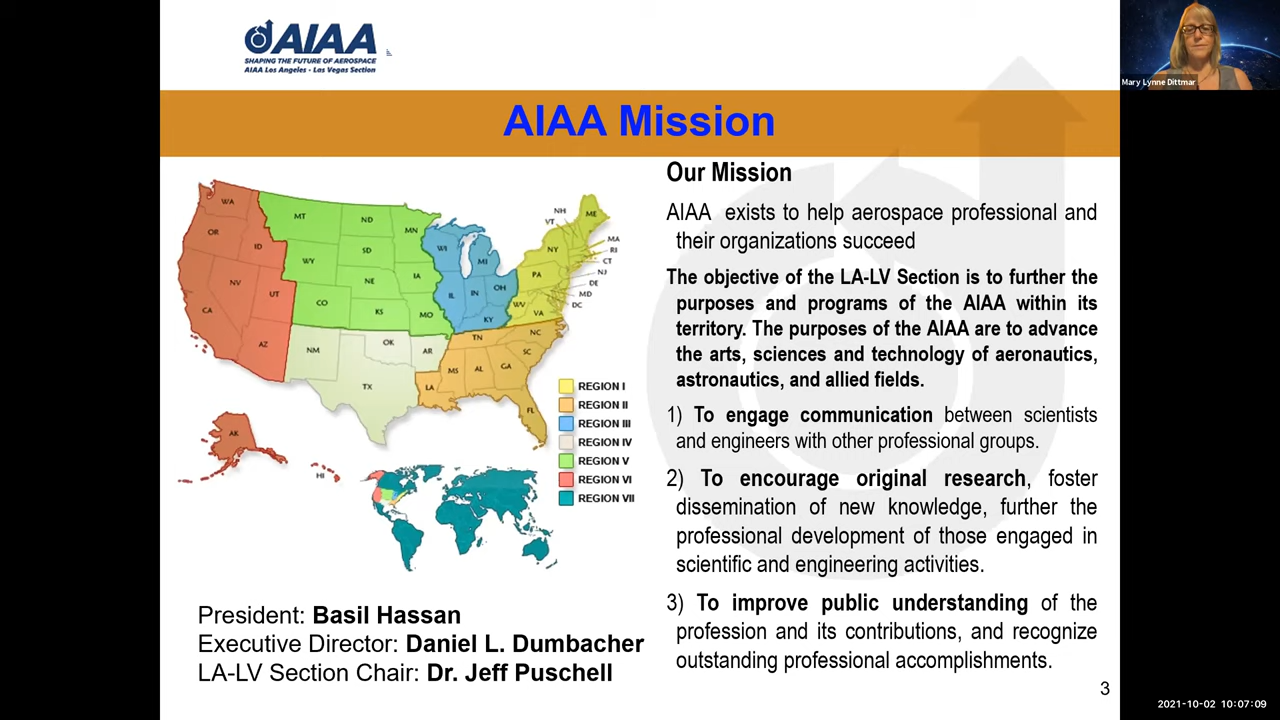 AIAA
SHAPING THE FUTURE OF AEROSPACE
AIAA Los Angeles - Las Vegas Section
Mary Lynne Dittmar
AIAA Mission
WA
OR
ID
NV
UT
CA
AZ
MT
ND
MN
WY
SD
NE
IA
CO
KS
MO
NM
OK
AR
TX
WI
MI
IL
IN
OH
KY
NH
VT
ME
NY
MA
RI
CT
NJ
PA
DE
MD
DC
WV
VA
TN
NC
SC
MS
AL
GA
LA
FL
AK
HI
REGION I
REGION II
REGION III
REGION IV
REGION V
REGION VI
REGION VII
President: Basil Hassan
Executive Director: Daniel L. Dumbacher
LA-LV Section Chair: Dr. Jeff Puschell
Our Mission
AIAA exists to help aerospace professional and
their organizations succeed
The objective of the LA-LV Section is to further the
purposes and programs of the AIAA within its
territory. The purposes of the AIAA are to advance
the arts, sciences and technology of aeronautics,
astronautics, and allied fields.
1) To engage communication between scientists
and engineers with other professional groups.
2) To encourage original research, foster
dissemination of new knowledge, further the
professional development of those engaged in
scientific and engineering activities.
3) To improve public understanding of the
profession and its contributions, and recognize
outstanding professional accomplishments.
3
2021-10-02 10:07:09